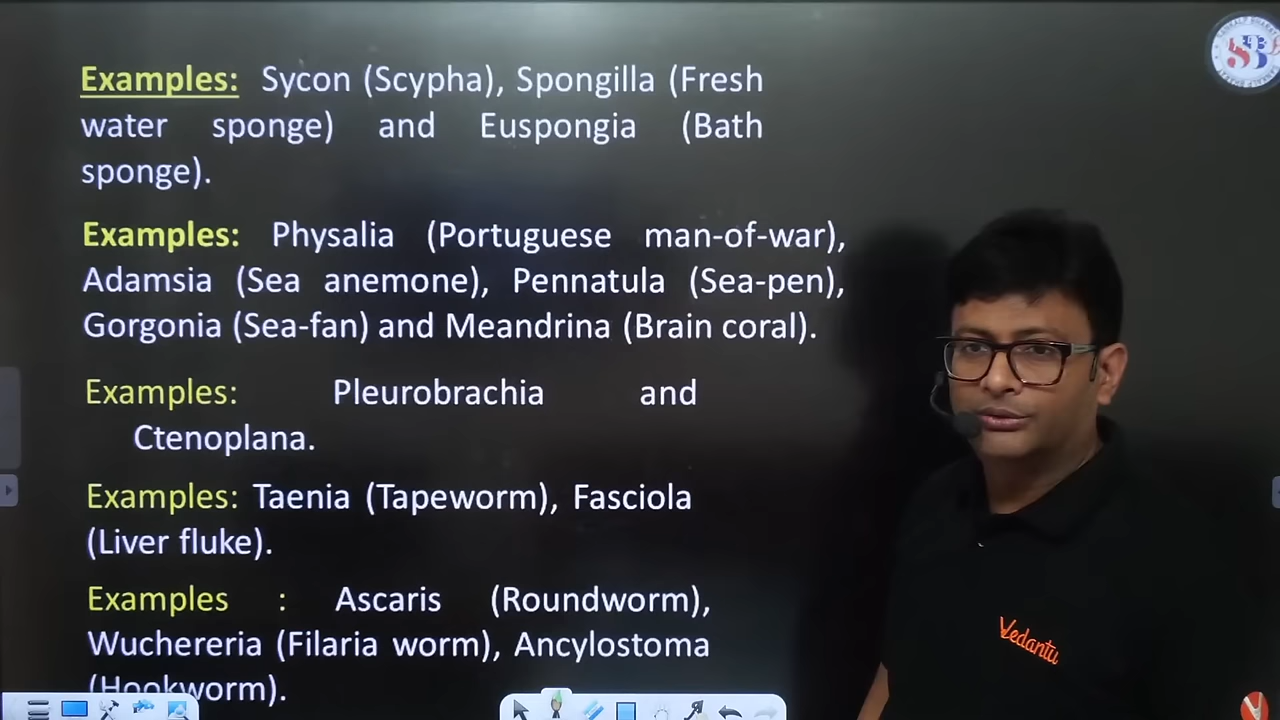 Examples: Sycon (Scypha), Spongilla (Fresh
water sponge) and Euspongia (Bath
sponge).
Examples: Physalia (Portuguese man-of-war),
Adamsia (Sea anemone), Pennatula (Sea-pen),
Gorgonia (Sea-fan) and Meandrina (Brain coral).
Examples: Pleurobrachia and
Ctenoplana.
Examples: Taenia (Tapeworm), Fasciola
(Liver fluke).
Examples : Ascaris (Roundworm),
Wuchereria (Filaria worm), Ancylostoma
(Hookworm).
Vedantu